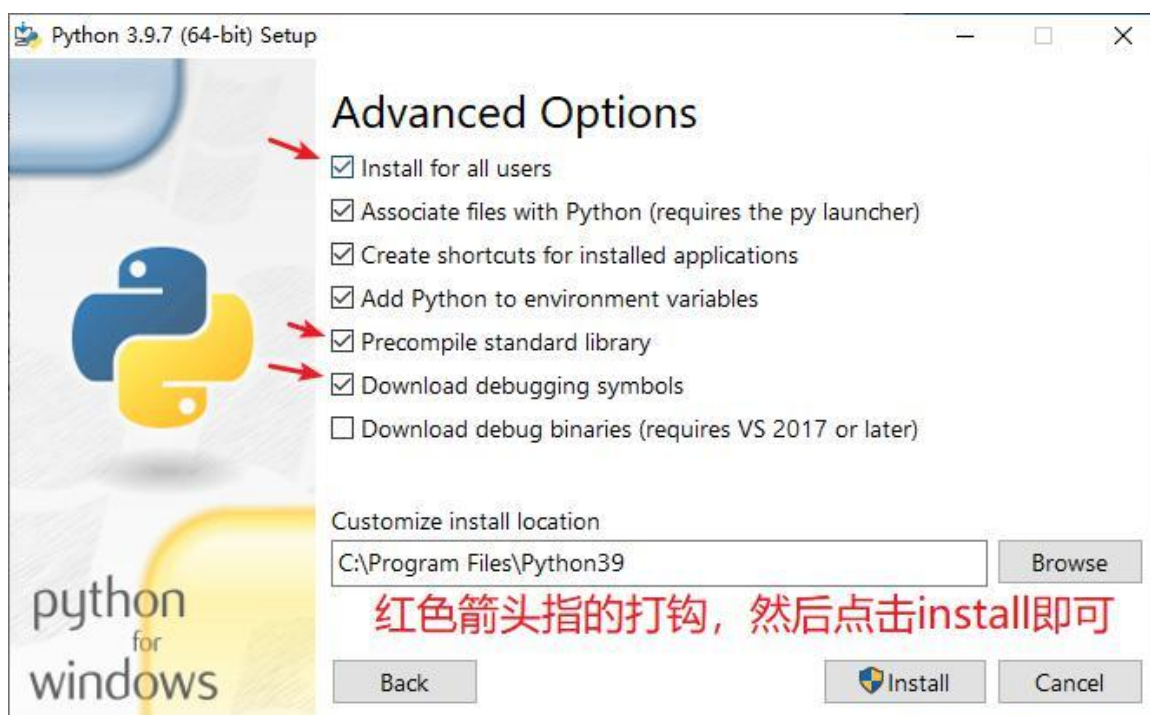 Python 3.9.7 (64-bit) Setup
Advanced Options
Install for all users
Associate files with Python (requires the py launcher)
Create shortcuts for installed applications
Add Python to environment variables
Precompile standard library
Download debugging symbols
Download debug binaries (requires VS 2017 or later)
Customize install location
C:\Program Files\Python39
Browse
红色箭头指的打钩，然后点击install即可
python
for
windows
Back
Install
Cancel